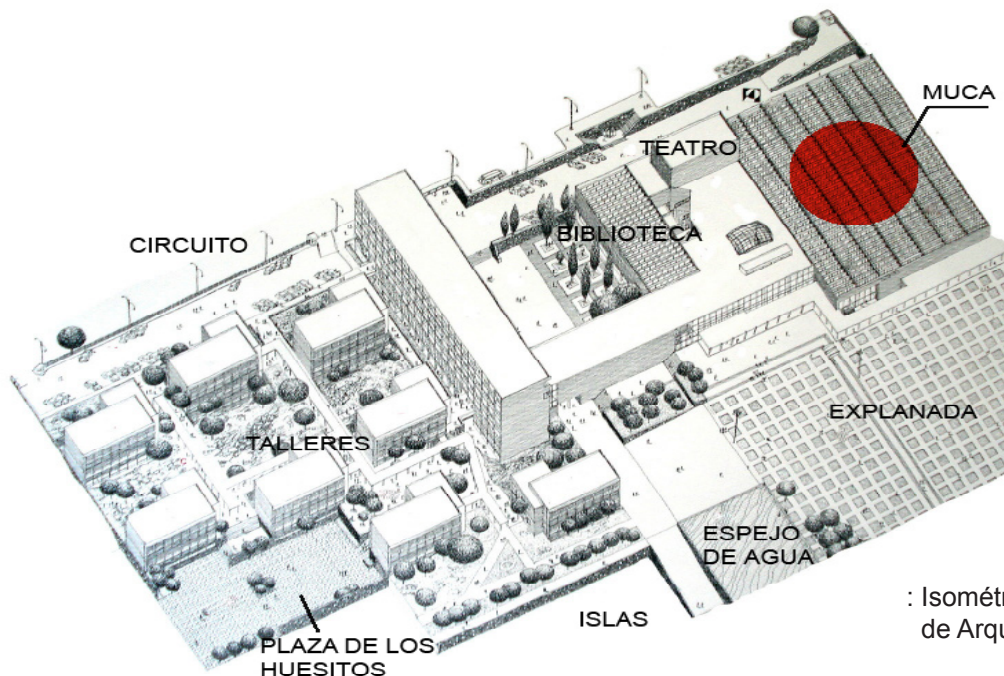 MUCA
TEATRO
BIBLIOTECA
CIRCUITO
EXPLANADA
TALLERES
ESPEJO
DE AGUA
ISLAS
PLAZA DE LOS
HUESITOS
: Isométr
de Arqu